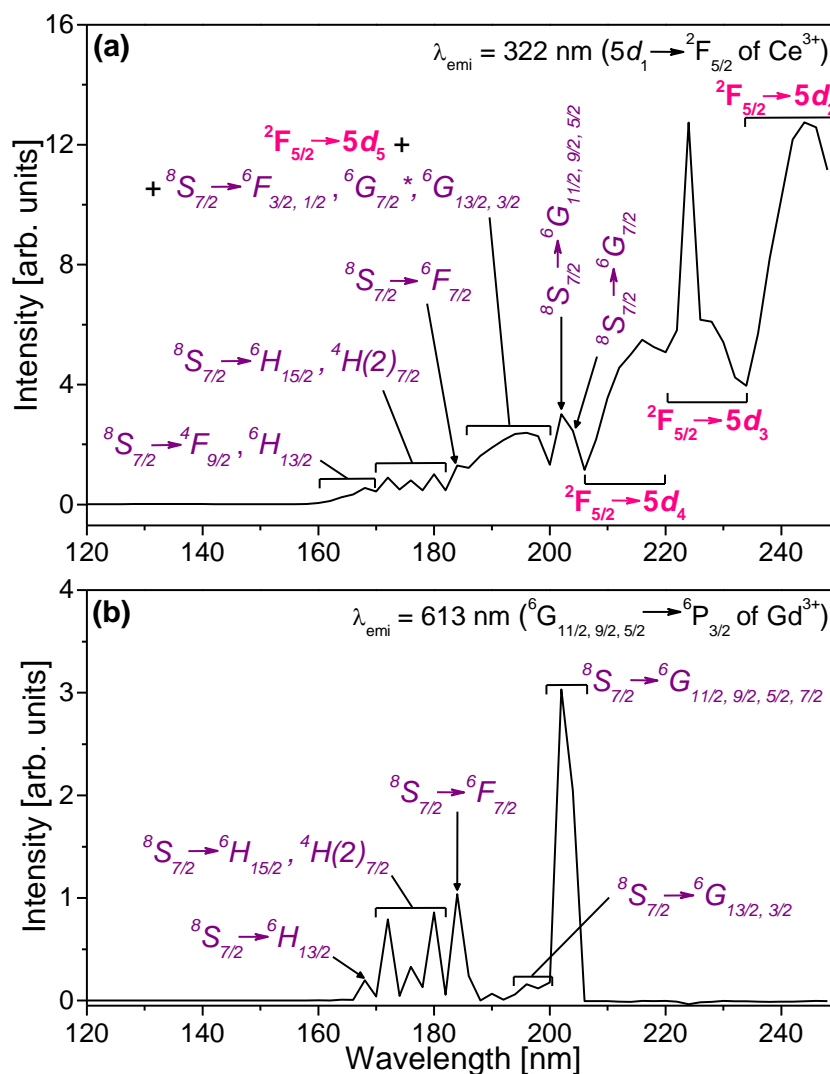 (a) λemi = 322 nm (5d1→2F5/2 of Ce3+)
2F5/2→5d2
2F5/2→5d5 +
+ 8S7/2→6F3/2, 1/2 , 6G7/2*, 6G13/2, 3/2
8S7/2→6G11/2, 9/2, 5/2
8S7/2→6G7/2
8S7/2→6F7/2
8S7/2→6H15/2 , 4H(2)7/2
8S7/2→4F9/2 , 6H13/2
2F5/2→5d3
2F5/2→5d4
Intensity [arb. units]
16
12
8
4
0
120 140 160 180 200 220 240
(b) λemi = 613 nm (6G11/2, 9/2, 5/2→6P3/2 of Gd3+)
8S7/2→6G11/2, 9/2, 5/2, 7/2
8S7/2→6F7/2
8S7/2→6H15/2 , 4H(2)7/2
8S7/2→6G13/2, 3/2
8S7/2→6H13/2
Intensity [arb. units]
4
3
2
1
0
120 140 160 180 200 220 240
Wavelength [nm]